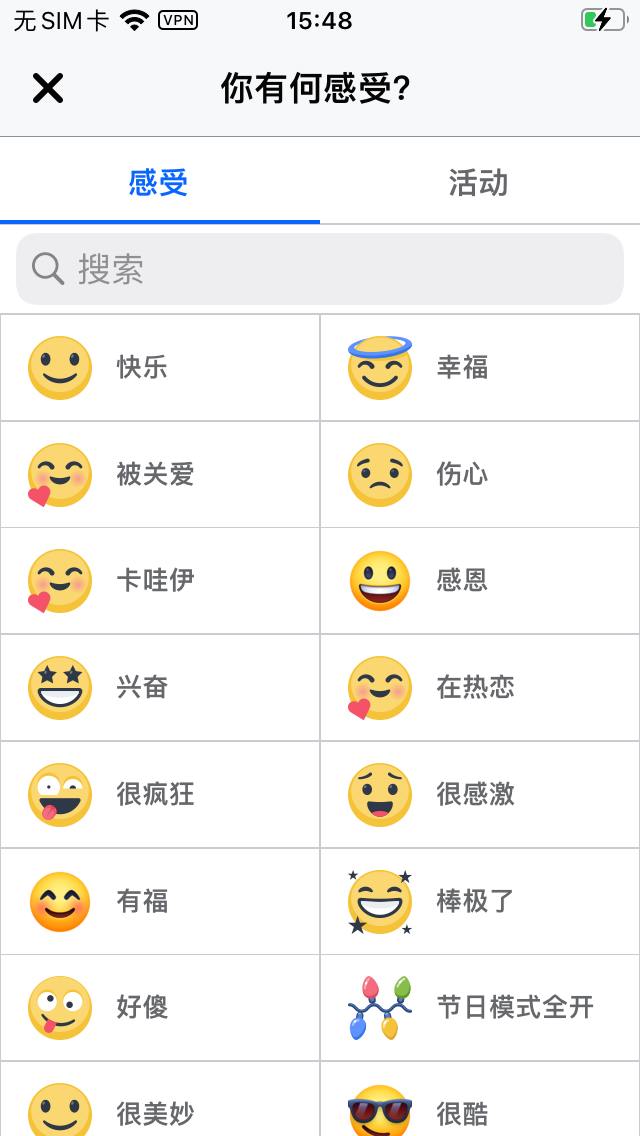 无SIM卡 VPN 15:48
你有何感受?
感受 活动
搜索
快乐 幸福
被关爱 伤心
卡哇伊 感恩
兴奋 在热恋
很疯狂 很感激
有福 棒极了
好傻 节日模式全开
很美妙 很酷